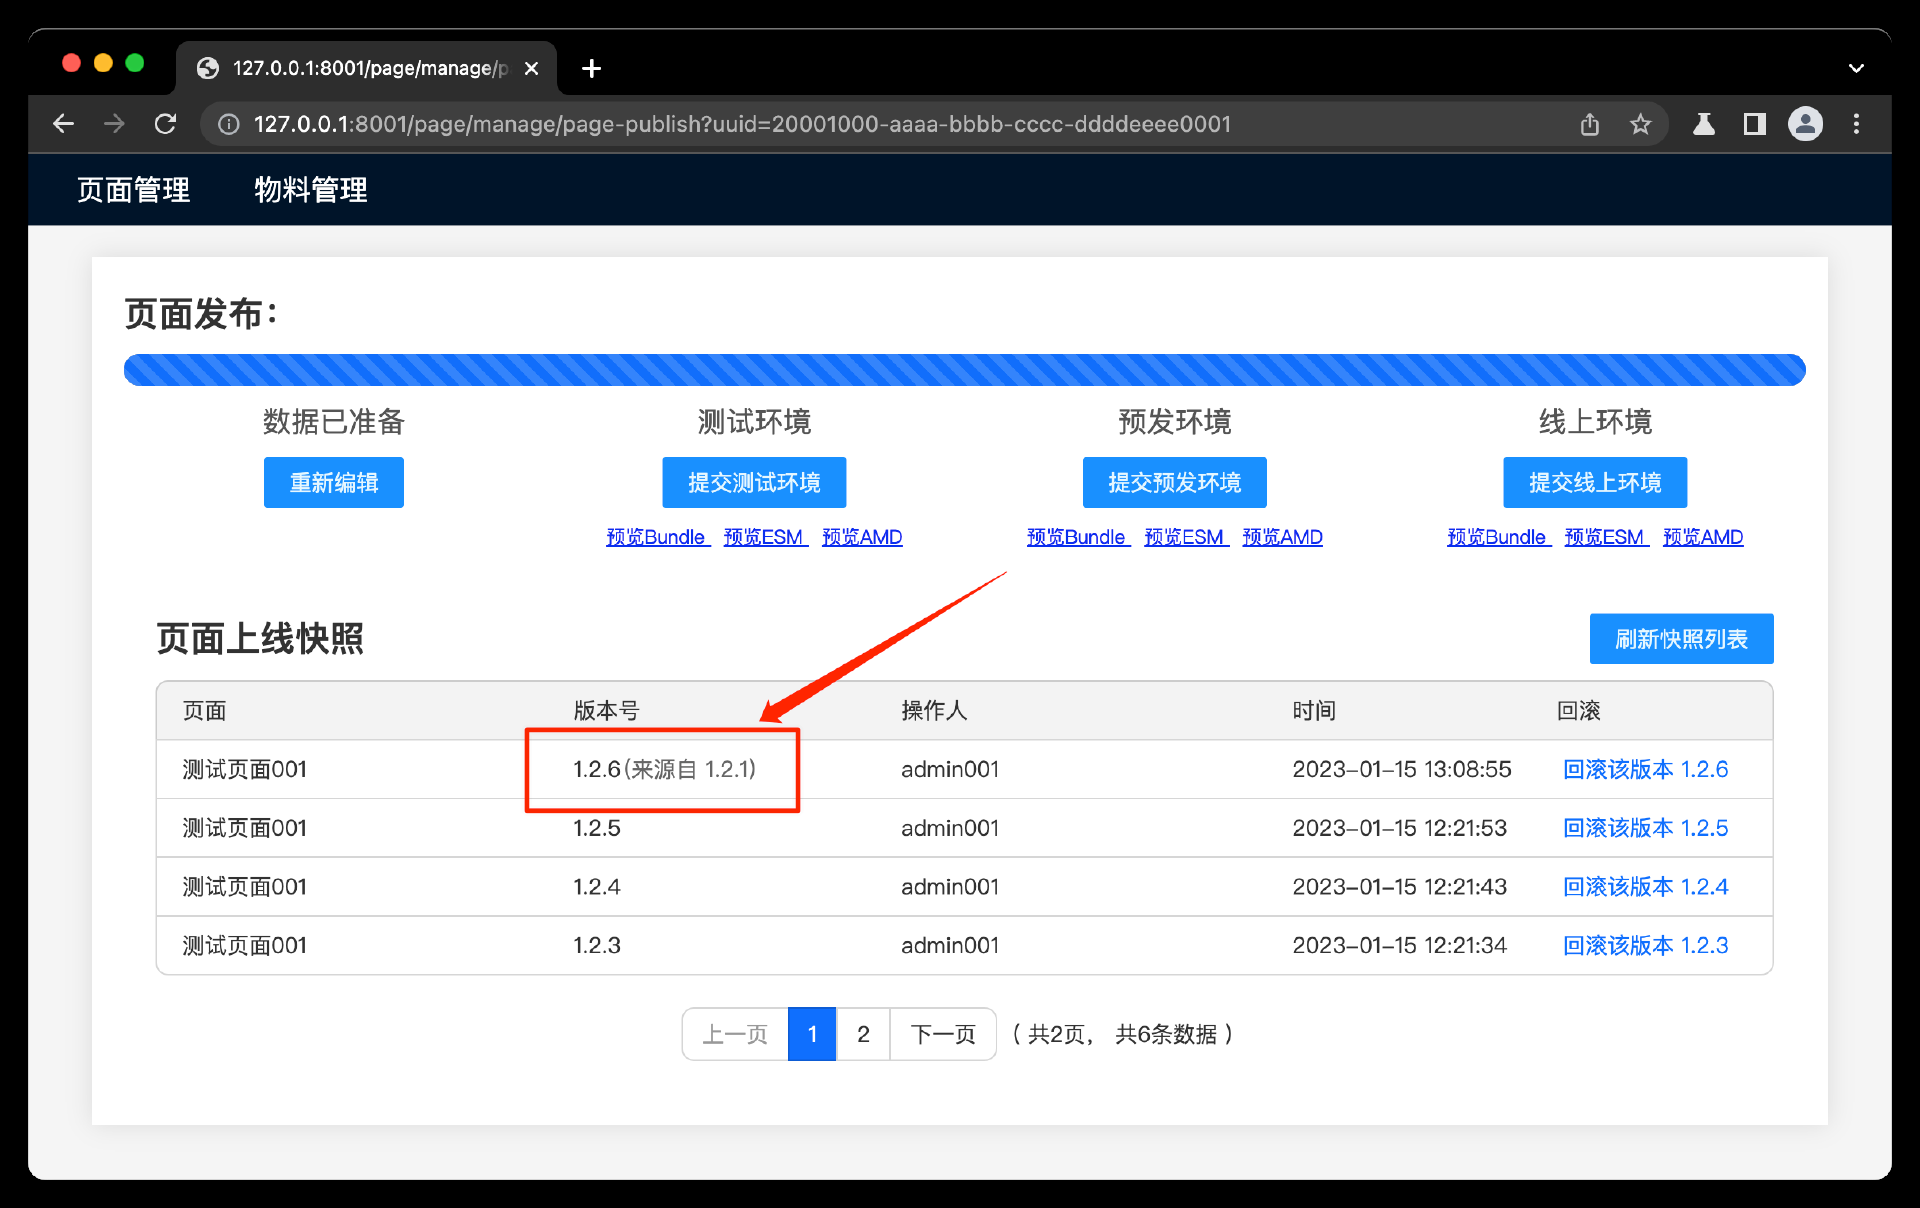 127.0.0.1:8001/page/manage/p
127.0.0.1:8001/page/manage/page-publish?uuid=20001000-aaaa-bbbb-cccc-ddddeeee0001
页面管理 物料管理
页面发布：
数据已准备 测试环境 预发环境 线上环境
重新编辑 提交测试环境 提交预发环境 提交线上环境
预览Bundle 预览ESM 预览AMD 预览Bundle 预览ESM 预览AMD 预览Bundle 预览ESM 预览AMD
页面上线快照 刷新快照列表
页面 版本号 操作人 时间 回滚
测试页面001 1.2.6(来源自 1.2.1) admin001 2023-01-15 13:08:55 回滚该版本 1.2.6
测试页面001 1.2.5 admin001 2023-01-15 12:21:53 回滚该版本 1.2.5
测试页面001 1.2.4 admin001 2023-01-15 12:21:43 回滚该版本 1.2.4
测试页面001 1.2.3 admin001 2023-01-15 12:21:34 回滚该版本 1.2.3
上一页 1 2 下一页 （ 共2页， 共6条数据 ）